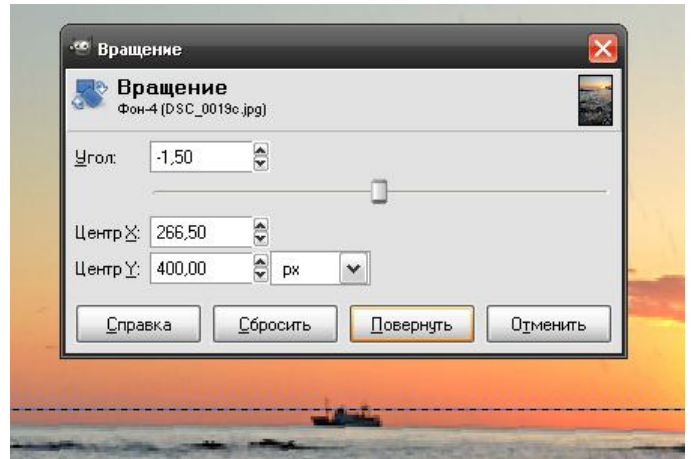 Вращение
Вращение
Фон-4 (DSC_0019c.jpg)
Угол: -1,50
Центр X: 266,50
Центр Y: 400,00 px
Справка Сбросить Повернуть Отменить